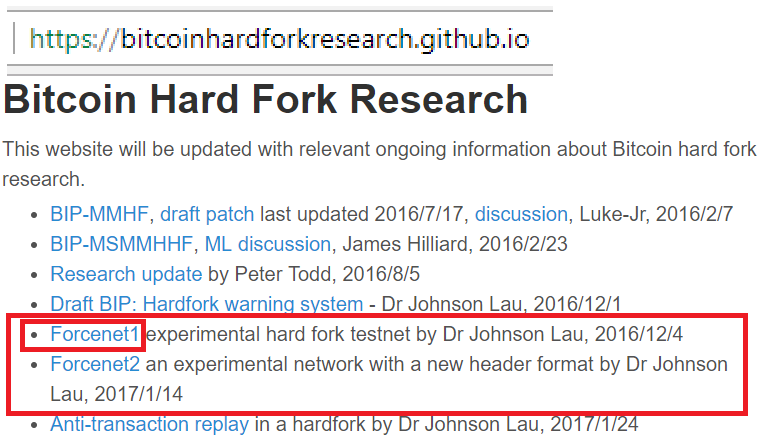 https://bitcoinhardforkresearch.github.io
Bitcoin Hard Fork Research
This website will be updated with relevant ongoing information about Bitcoin hard fork
research.
• BIP-MMHF, draft patch last updated 2016/7/17, discussion, Luke-Jr, 2016/2/7
• BIP-MSMMHHF, ML discussion, James Hilliard, 2016/2/23
• Research update by Peter Todd, 2016/8/5
• Draft BIP: Hardfork warning system - Dr Johnson Lau, 2016/12/1
• Forcenet1 experimental hard fork testnet by Dr Johnson Lau, 2016/12/4
• Forcenet2 an experimental network with a new header format by Dr Johnson
Lau, 2017/1/14
• Anti-transaction replay in a hardfork by Dr Johnson Lau, 2017/1/24